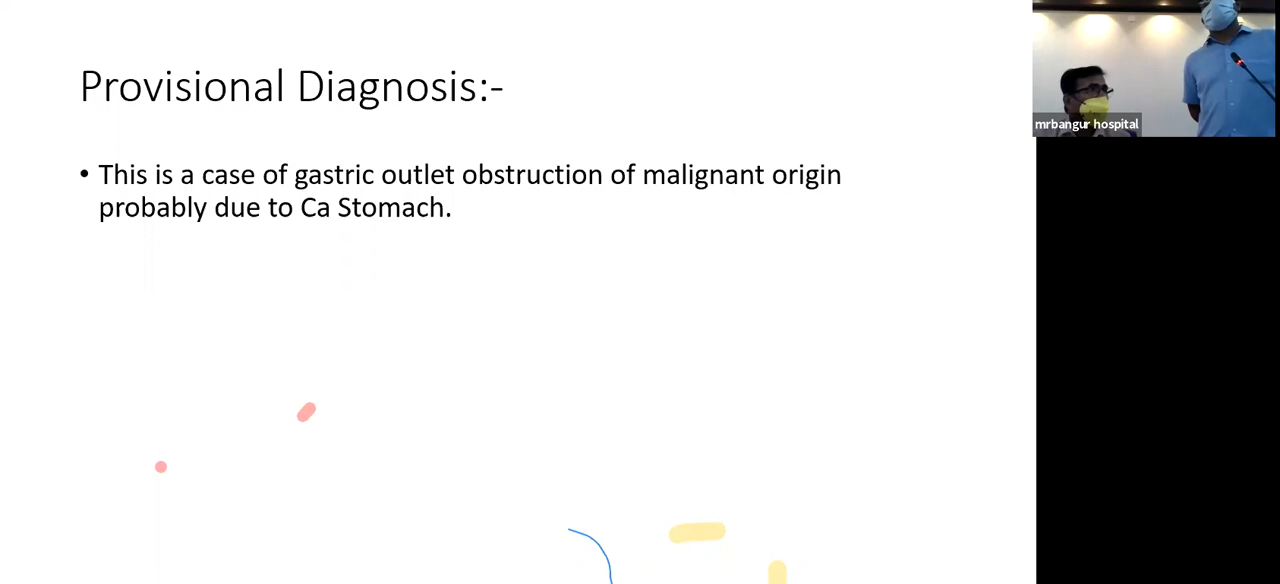 Provisional Diagnosis:-
• This is a case of gastric outlet obstruction of malignant origin
probably due to Ca Stomach.
mrbangur hospital